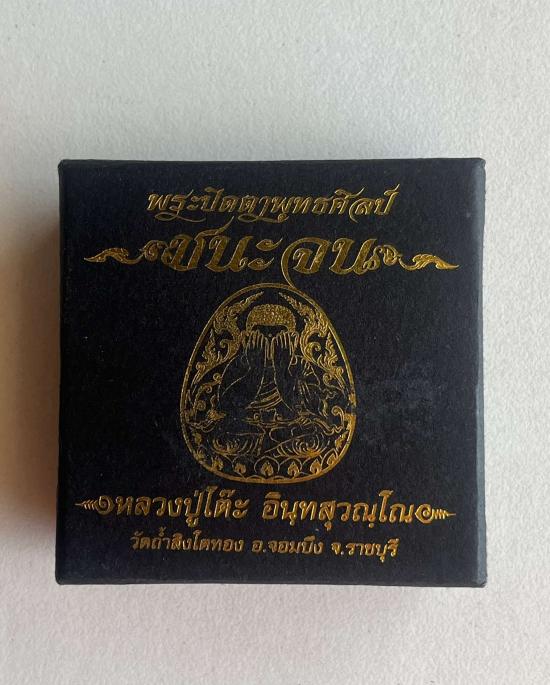 พระปิดตาพุทธศิลป์
ชนะจน
หลวงปู่โต๊ะ อินฺทสุวณฺโณ
วัดถ้ำสิงโตทอง อ.จอมบึง จ.ราชบุรี